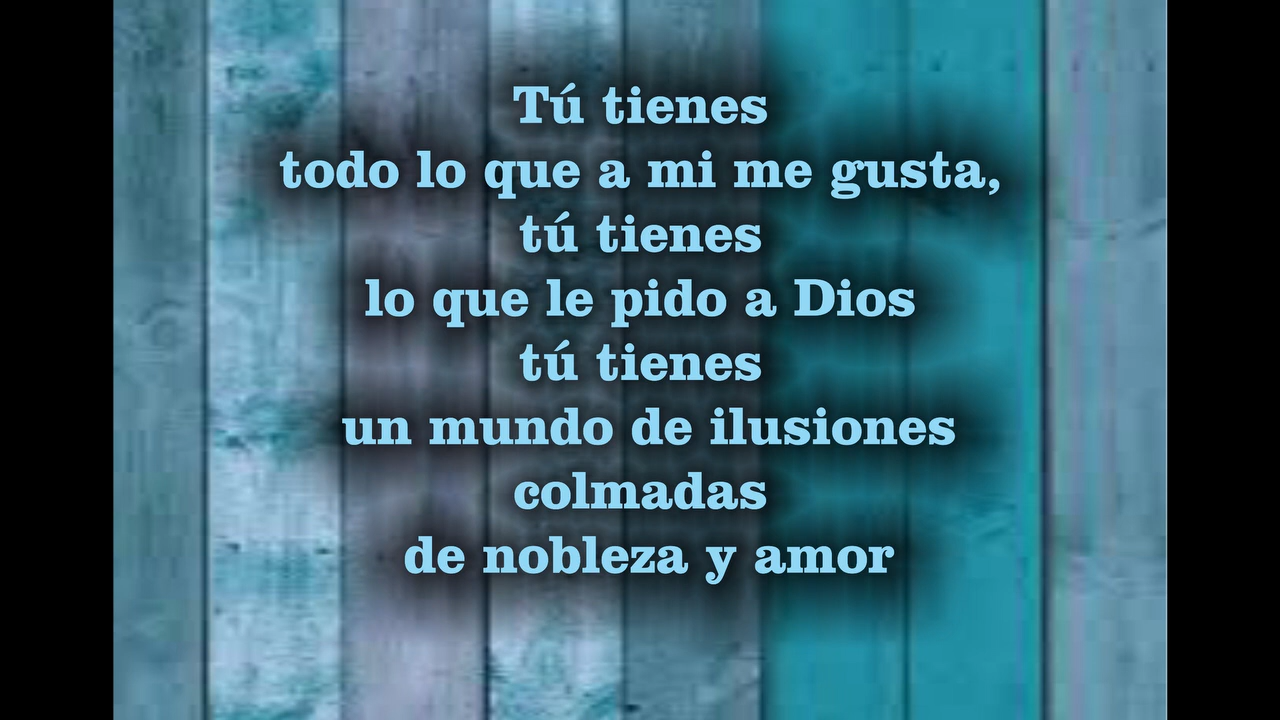 Tú tienes
todo lo que a mi me gusta,
tú tienes
lo que le pido a Dios
tú tienes
un mundo de ilusiones
colmadas
de nobleza y amor